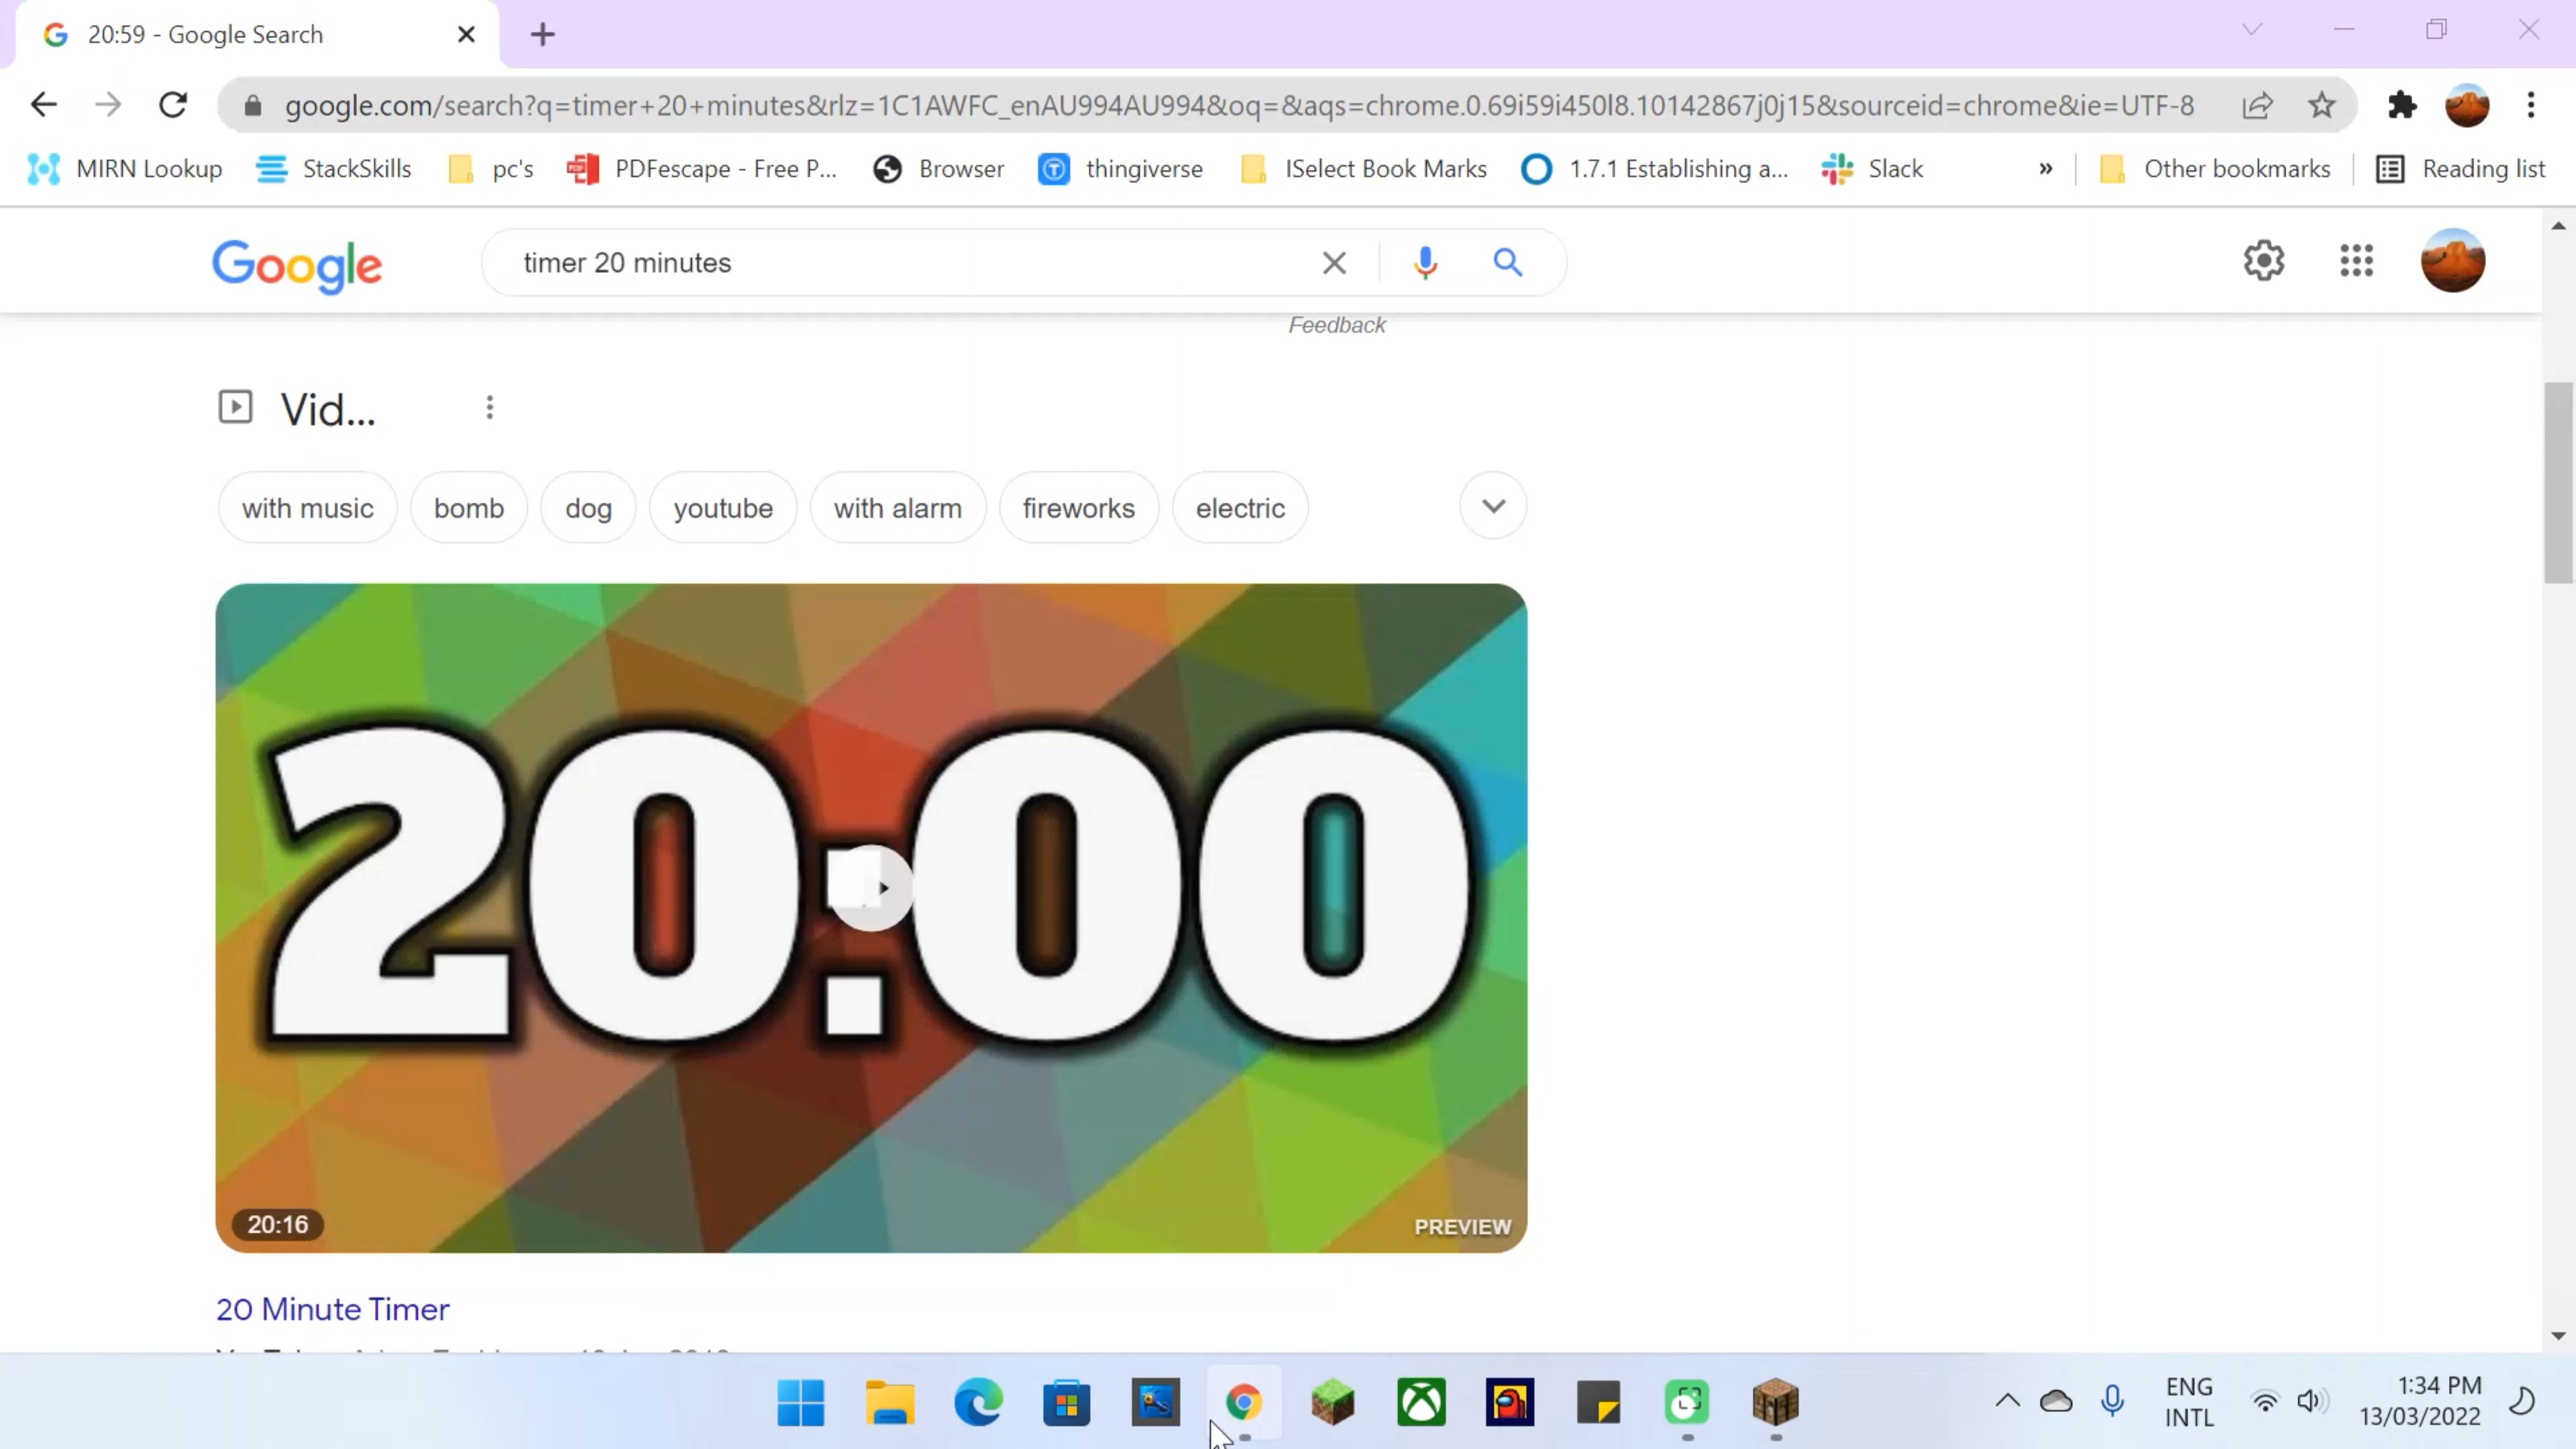 20:59 - Google Search
google.com/search?q=timer+20+minutes&rlz=1C1AWFC_enAU994AU994&oq=&aqs=chrome.0.69i59i450l8.10142867j0j15&sourceid=chrome&ie=UTF-8
MIRN Lookup StackSkills pc's PDFescape - Free P... Browser thingiverse ISelect Book Marks 1.7.1 Establishing a... Slack » Other bookmarks Reading list
Google timer 20 minutes
Feedback
Vid...
with music bomb dog youtube with alarm fireworks electric
20:00
20:16 PREVIEW
20 Minute Timer
ENG 1:34 PM
INTL 13/03/2022